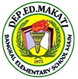 DEP.ED.MAKATI
BANGKAL ELEMENTARY SCHOOL MAIN